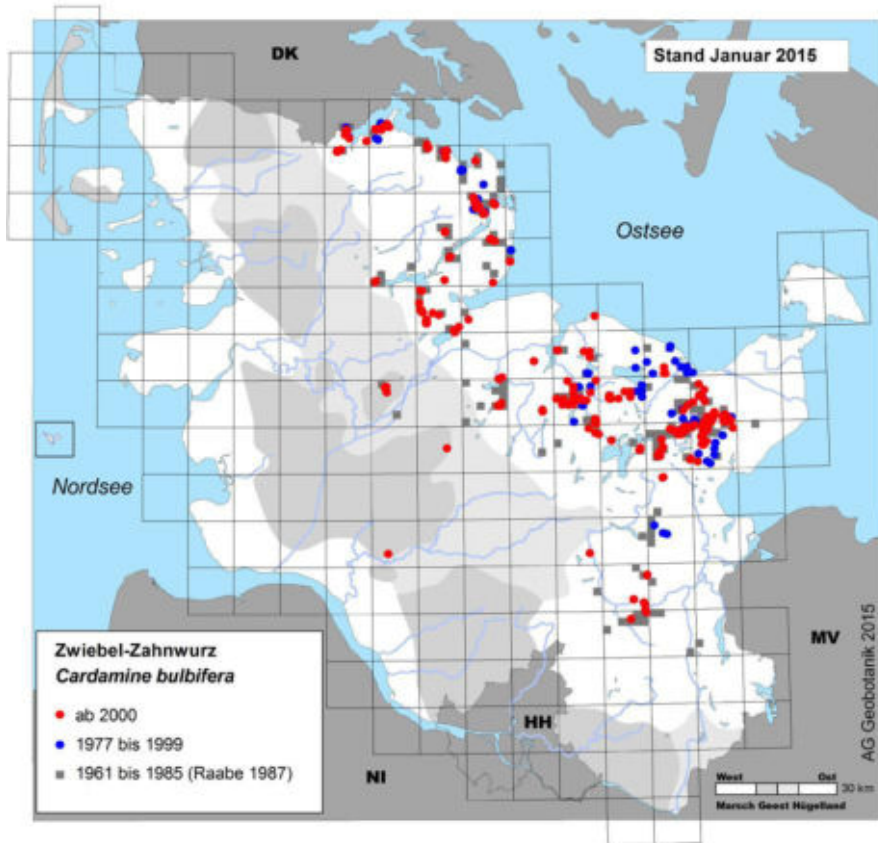 DK
Stand Januar 2015
Ostsee
Nordsee
Zwiebel-Zahnwurz
Cardamine bulbifera
ab 2000
1977 bis 1999
1961 bis 1985 (Raabe 1987)
HH
NI
MV
AG Geobotanik 2015
West Ost
30 km
Marsch Geest Hügelland